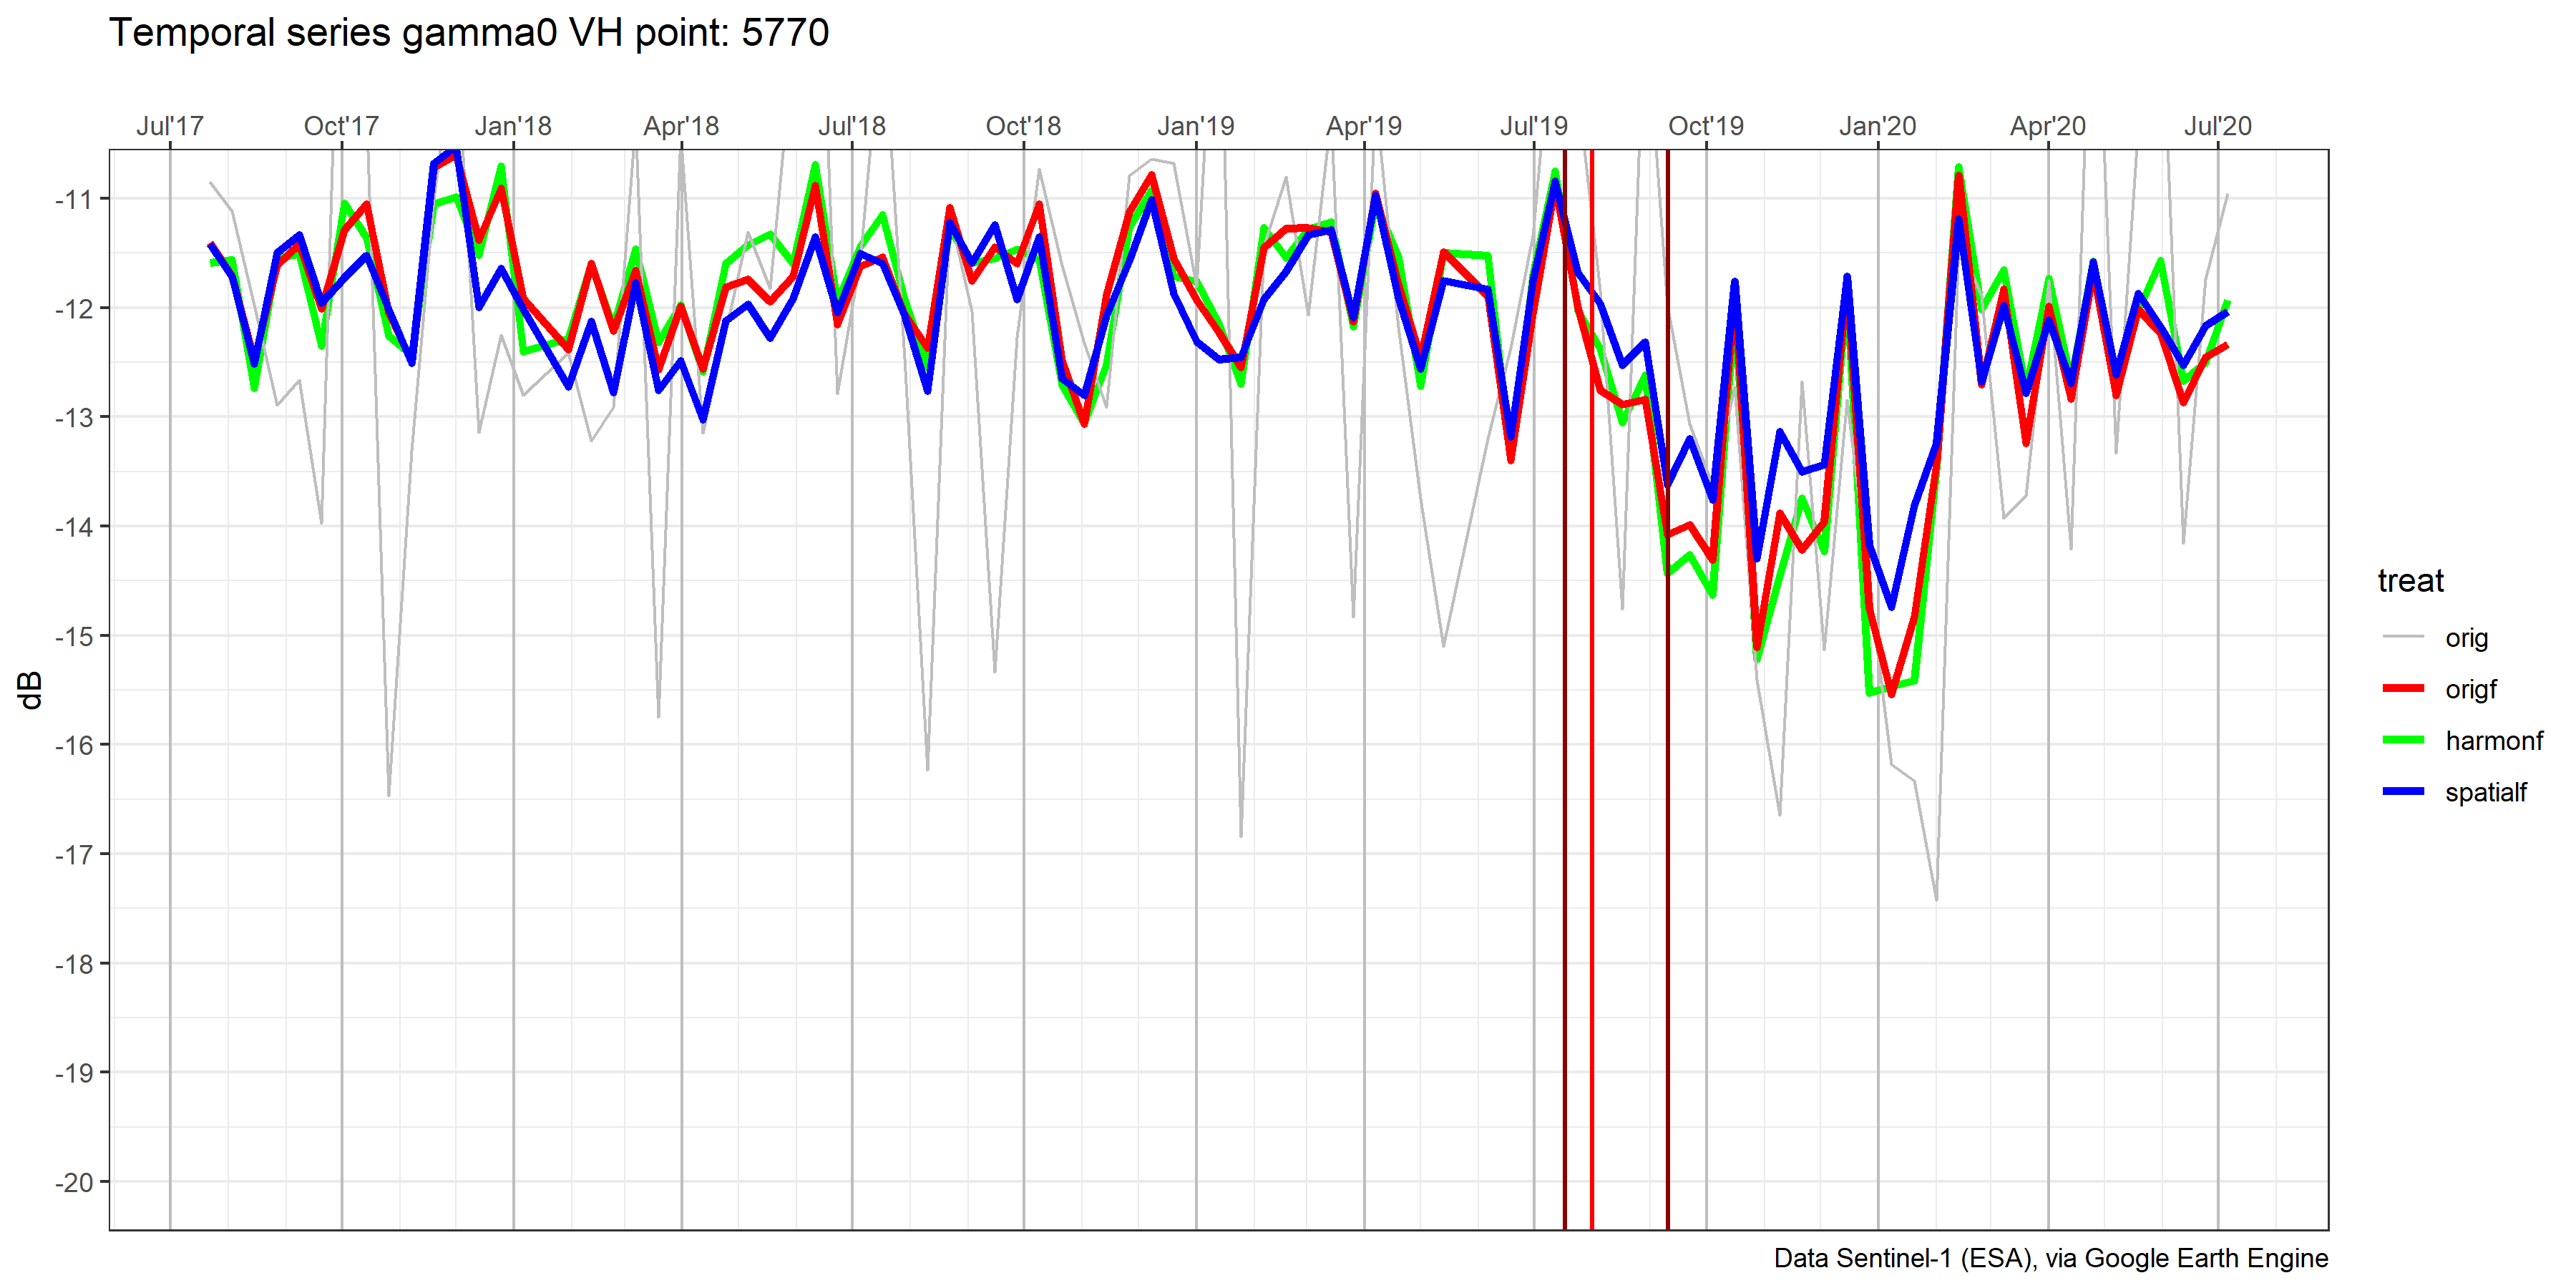 Temporal series gamma0 VH point: 5770
Jul'17 Oct'17 Jan'18 Apr'18 Jul'18 Oct'18 Jan'19 Apr'19 Jul'19 Oct'19 Jan'20 Apr'20 Jul'20
-11
-12
-13
-14
-15
-16
-17
-18
-19
-20
dB
treat
orig
origf
harmonf
spatialf
Data Sentinel-1 (ESA), via Google Earth Engine